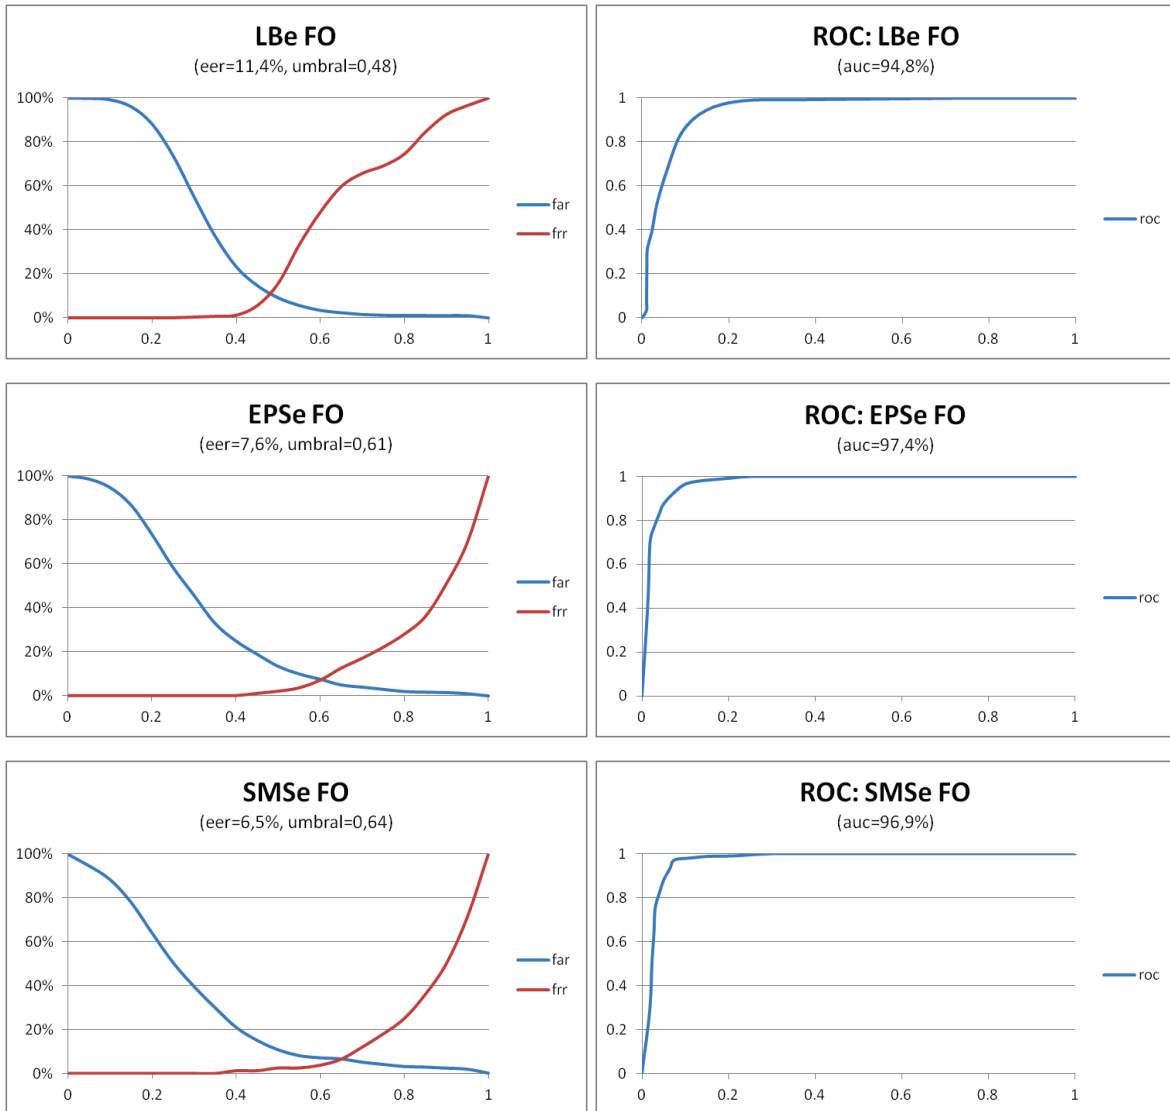 LBe FO
(eer=11,4%, umbral=0,48)
100%
80%
60%
40%
20%
0%
0 0.2 0.4 0.6 0.8 1
far
frr
ROC: LBe FO
(auc=94,8%)
1
0.8
0.6
0.4
0.2
0
0 0.2 0.4 0.6 0.8 1
roc
EPSe FO
(eer=7,6%, umbral=0,61)
100%
80%
60%
40%
20%
0%
0 0.2 0.4 0.6 0.8 1
far
frr
ROC: EPSe FO
(auc=97,4%)
1
0.8
0.6
0.4
0.2
0
0 0.2 0.4 0.6 0.8 1
roc
SMSe FO
(eer=6,5%, umbral=0,64)
100%
80%
60%
40%
20%
0%
0 0.2 0.4 0.6 0.8 1
far
frr
ROC: SMSe FO
(auc=96,9%)
1
0.8
0.6
0.4
0.2
0
0 0.2 0.4 0.6 0.8 1
roc